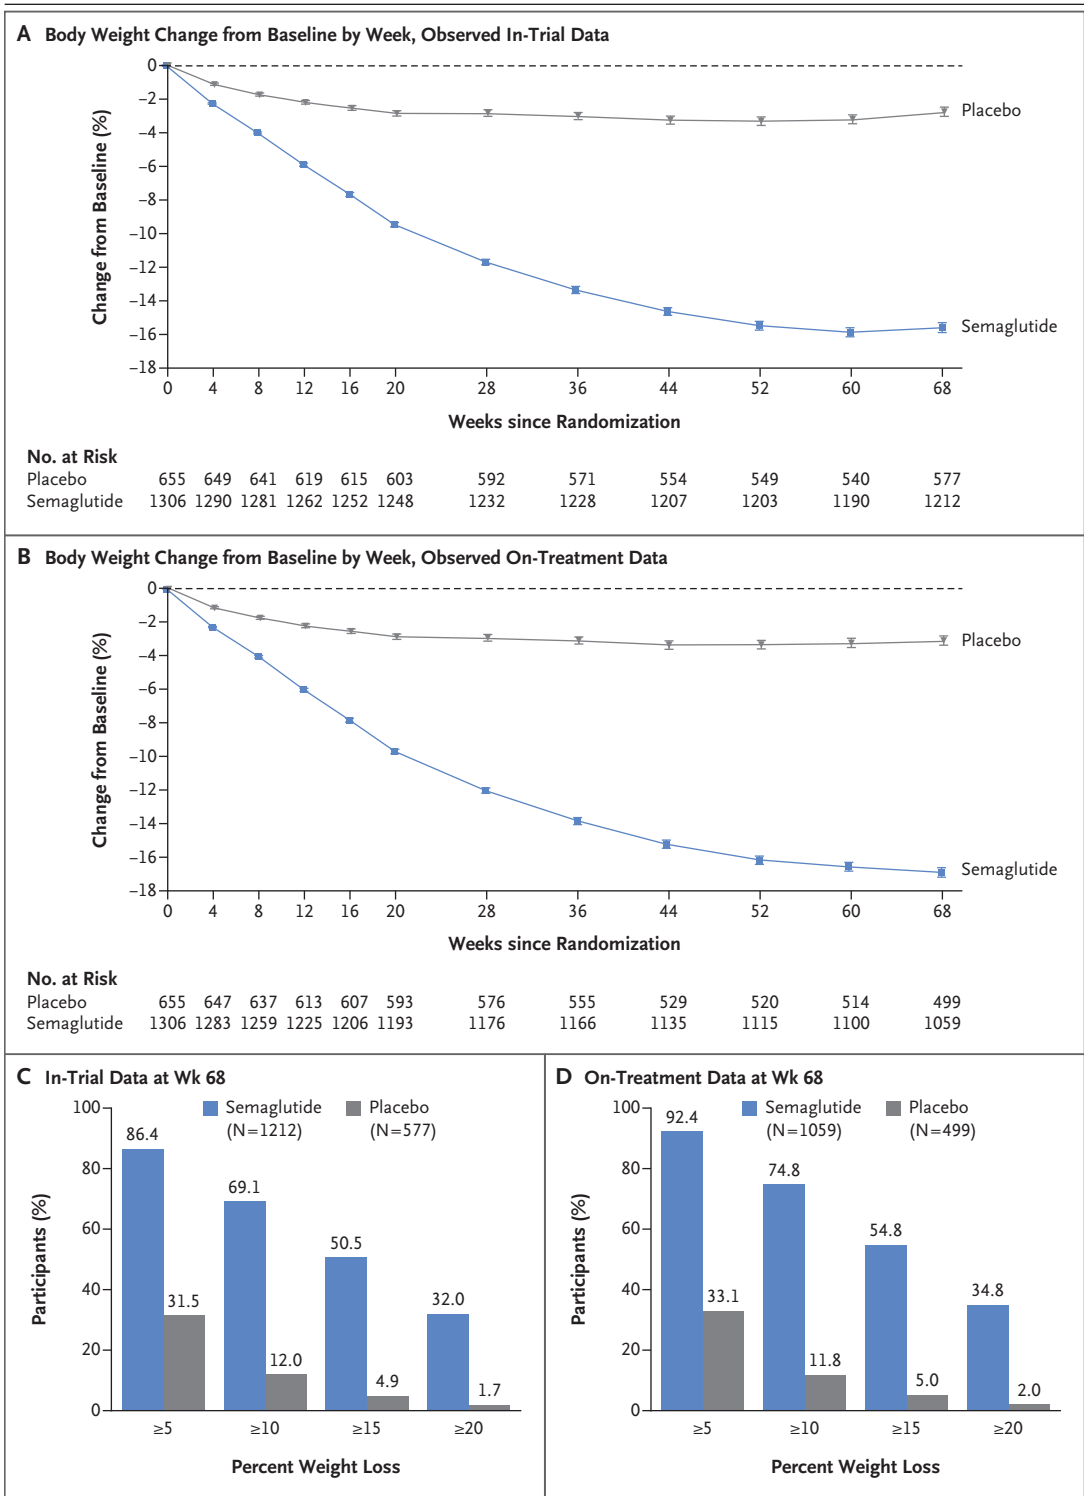 A Body Weight Change from Baseline by Week, Observed In-Trial Data
Change from Baseline (%)
0
−2
−4
−6
−8
−10
−12
−14
−16
−18
Placebo
Semaglutide
0 4 8 12 16 20 28 36 44 52 60 68
Weeks since Randomization
No. at Risk
Placebo 655 649 641 619 615 603 592 571 554 549 540 577
Semaglutide 1306 1290 1281 1262 1252 1248 1232 1228 1207 1203 1190 1212
B Body Weight Change from Baseline by Week, Observed On-Treatment Data
Change from Baseline (%)
0
−2
−4
−6
−8
−10
−12
−14
−16
−18
Placebo
Semaglutide
0 4 8 12 16 20 28 36 44 52 60 68
Weeks since Randomization
No. at Risk
Placebo 655 647 637 613 607 593 576 555 529 520 514 499
Semaglutide 1306 1283 1259 1225 1206 1193 1176 1166 1135 1115 1100 1059
C In-Trial Data at Wk 68
Semaglutide (N=1212)
Placebo (N=577)
Participants (%)
100
80
60
40
20
0
86.4
31.5
69.1
12.0
50.5
4.9
32.0
1.7
≥5 ≥10 ≥15 ≥20
Percent Weight Loss
D On-Treatment Data at Wk 68
Semaglutide (N=1059)
Placebo (N=499)
Participants (%)
100
80
60
40
20
0
92.4
33.1
74.8
11.8
54.8
5.0
34.8
2.0
≥5 ≥10 ≥15 ≥20
Percent Weight Loss